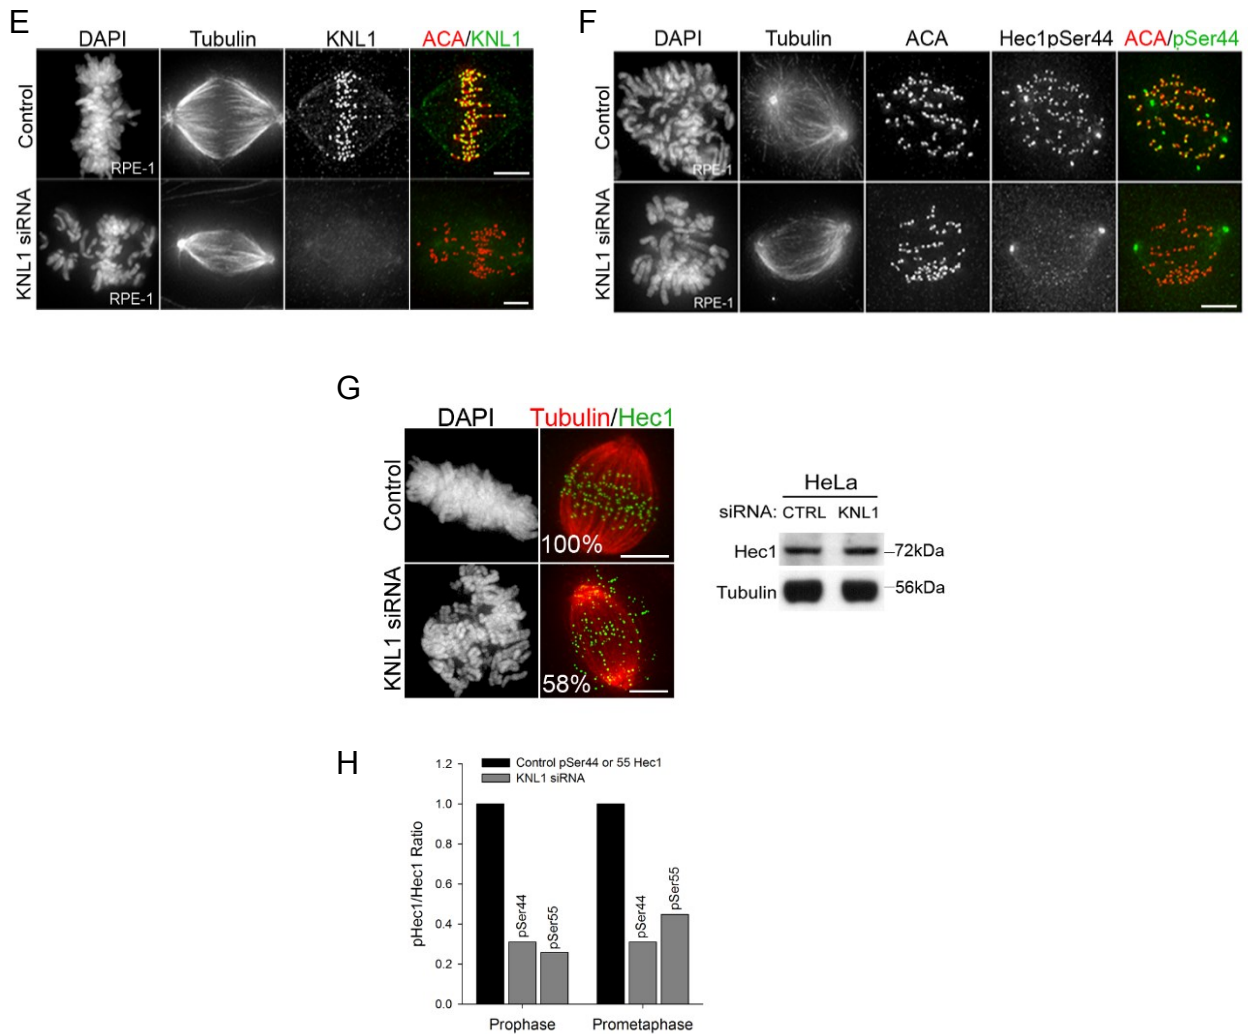 E
DAPI Tubulin KNL1 ACA/KNL1
Control
RPE-1
KNL1 siRNA
RPE-1
F
DAPI Tubulin ACA Hec1pSer44 ACA/pSer44
Control
RPE-1
KNL1 siRNA
RPE-1
G
DAPI Tubulin/Hec1
Control
100%
KNL1 siRNA
58%
HeLa
siRNA: CTRL KNL1
Hec1 72kDa
Tubulin 56kDa
H
Control pSer44 or 55 Hec1
KNL1 siRNA
pHec1/Hec1 Ratio
1.2
1.0
0.8
0.6
0.4
0.2
0.0
pSer44
pSer55
pSer44
pSer55
Prophase Prometaphase